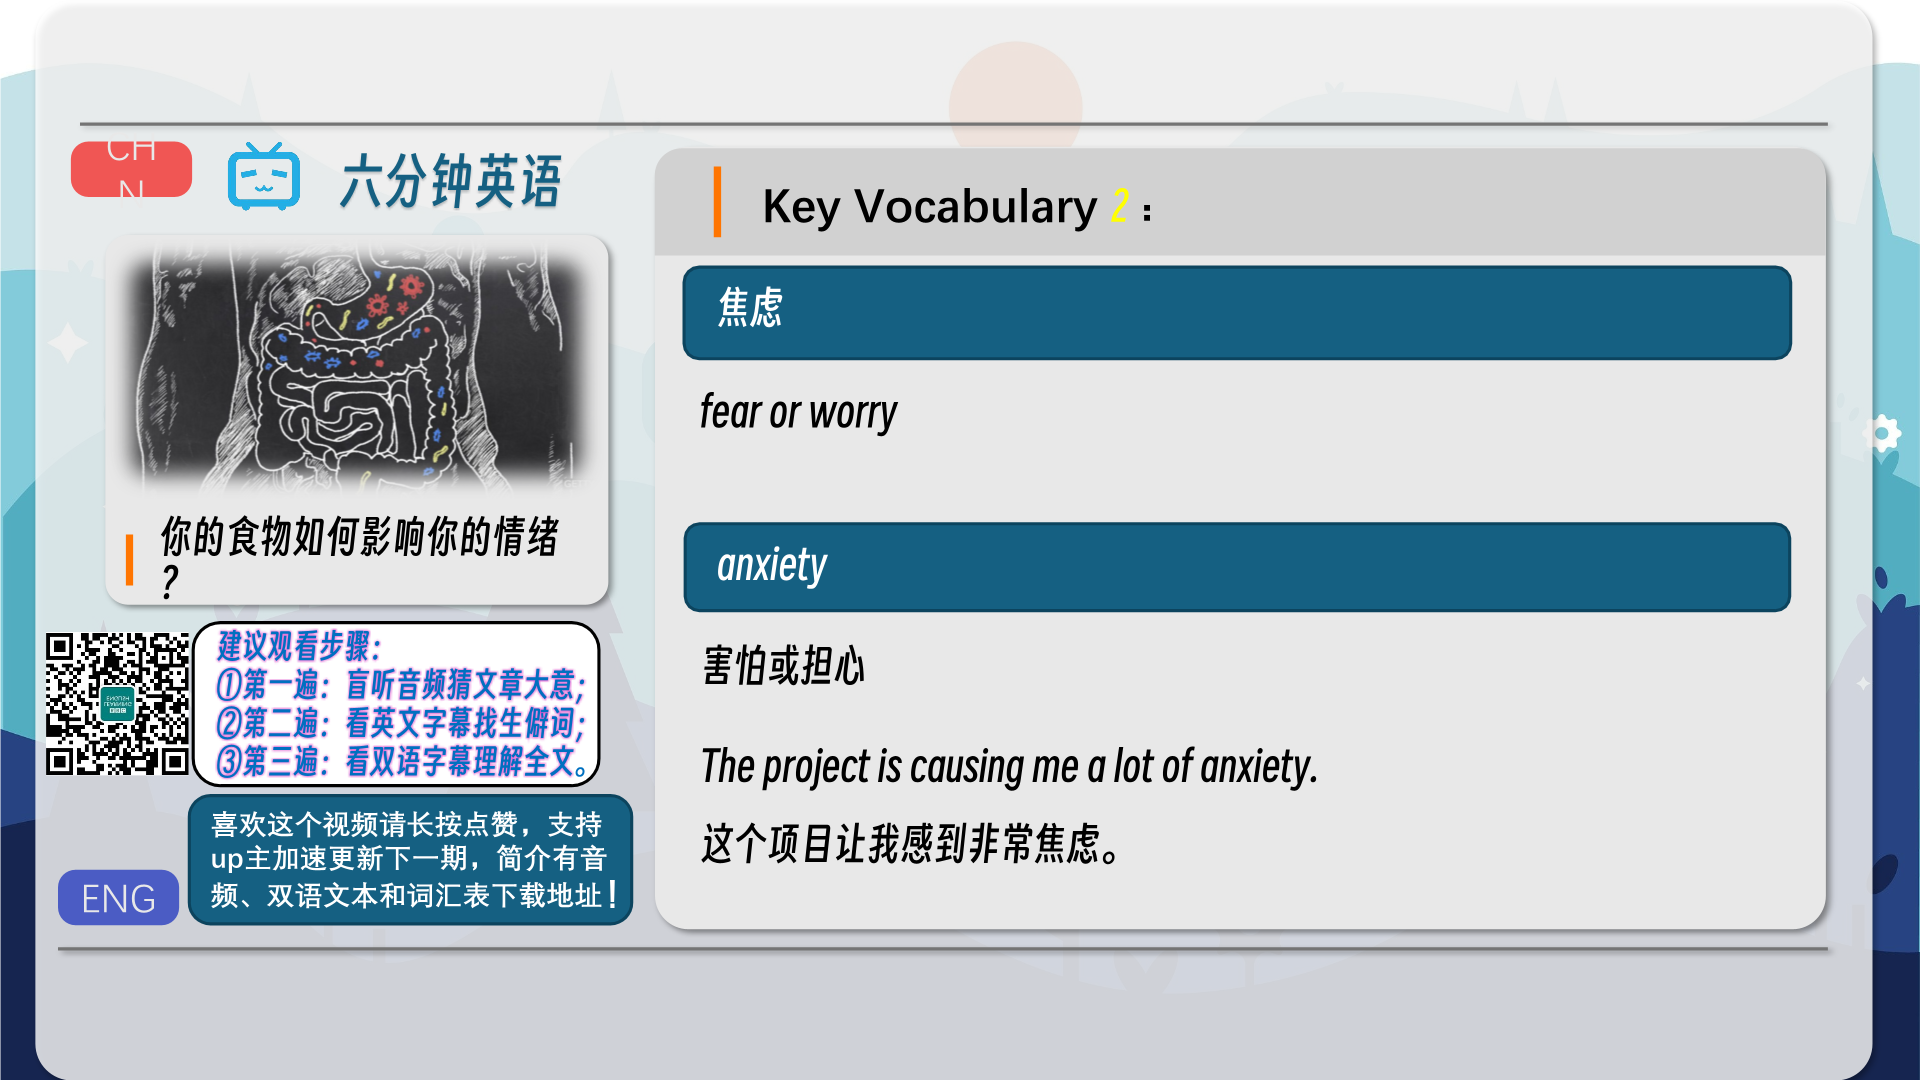 CH
N
六分钟英语
你的食物如何影响你的情绪
?
建议观看步骤:
①第一遍：盲听音频猜文章大意;
②第二遍：看英文字幕找生僻词;
③第三遍：看双语字幕理解全文。
喜欢这个视频请长按点赞，支持
up主加速更新下一期，简介有音
频、双语文本和词汇表下载地址！
ENG
Key Vocabulary 2：
焦虑
fear or worry
anxiety
害怕或担心
The project is causing me a lot of anxiety.
这个项目让我感到非常焦虑。